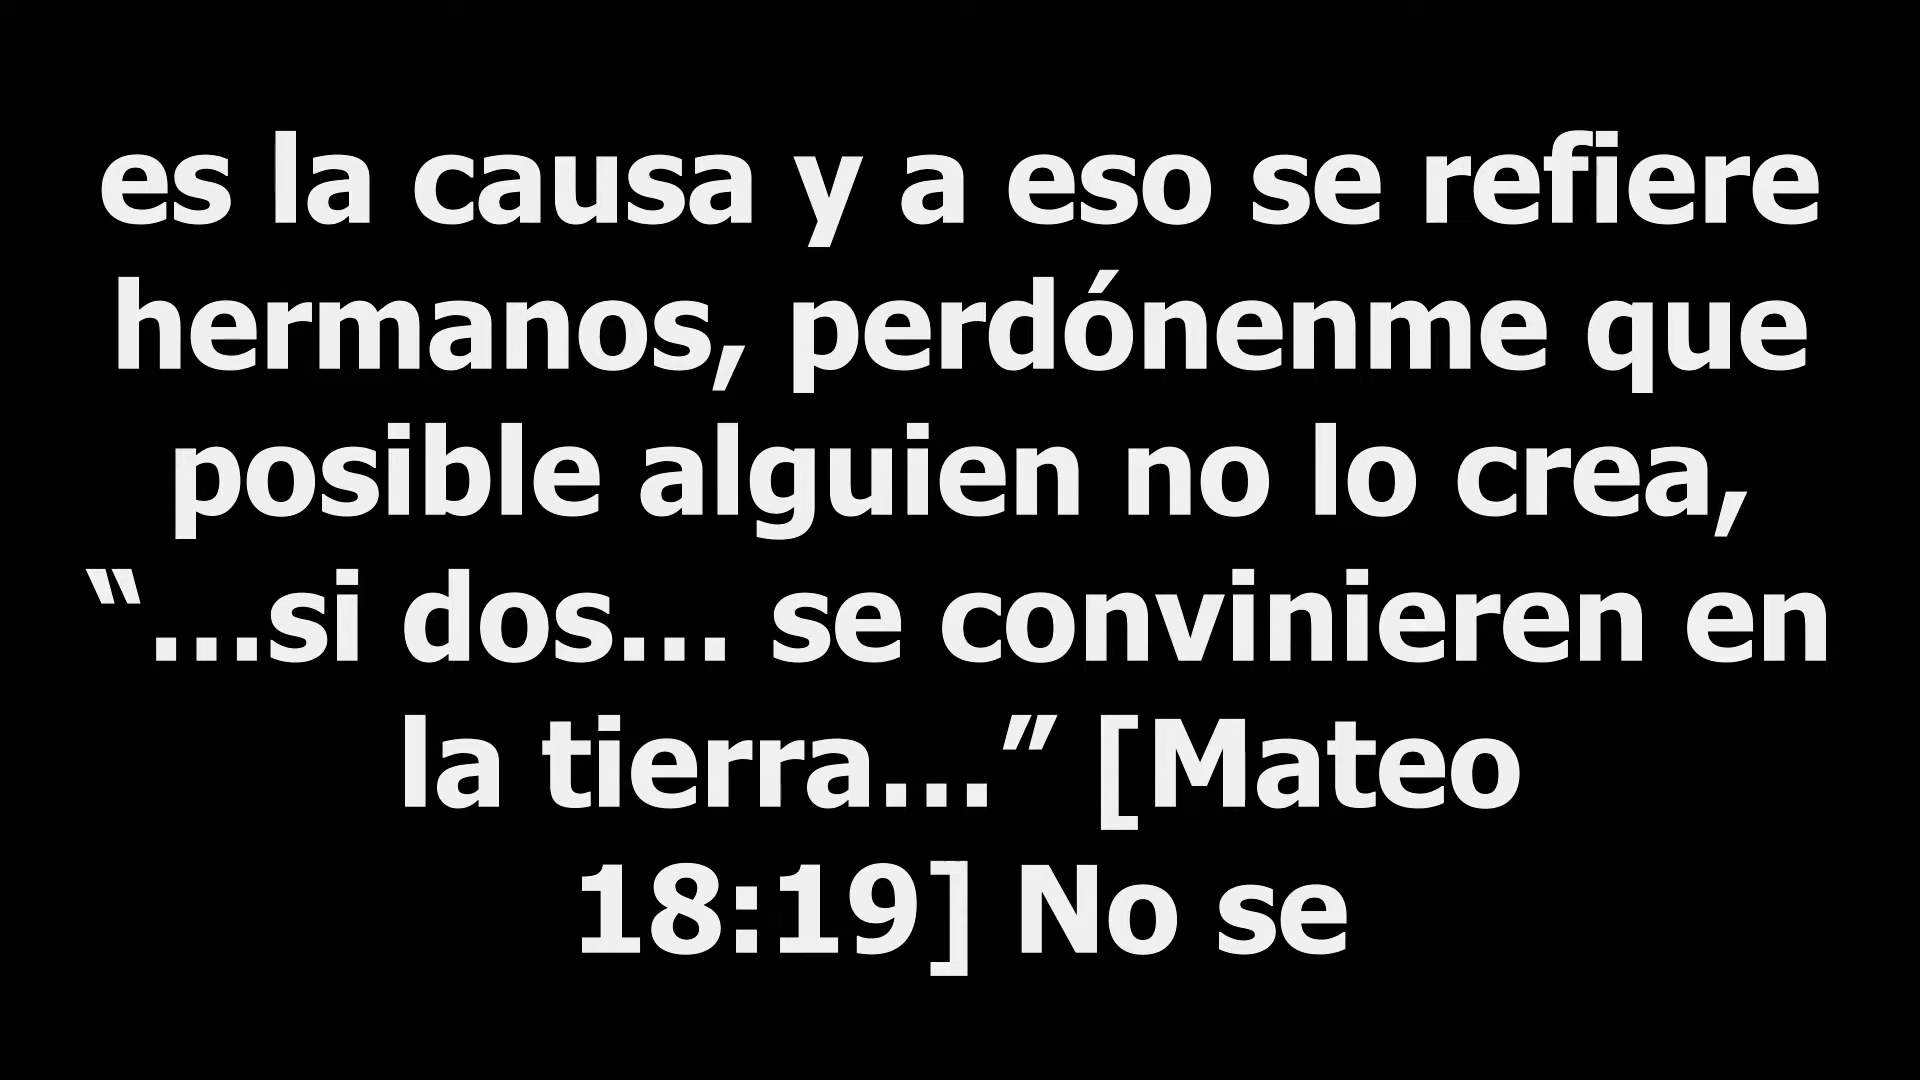 es la causa y a eso se refiere
hermanos, perdónenme que
posible alguien no lo crea,
“...si dos... se convinieren en
la tierra...” [Mateo
18:19] No se